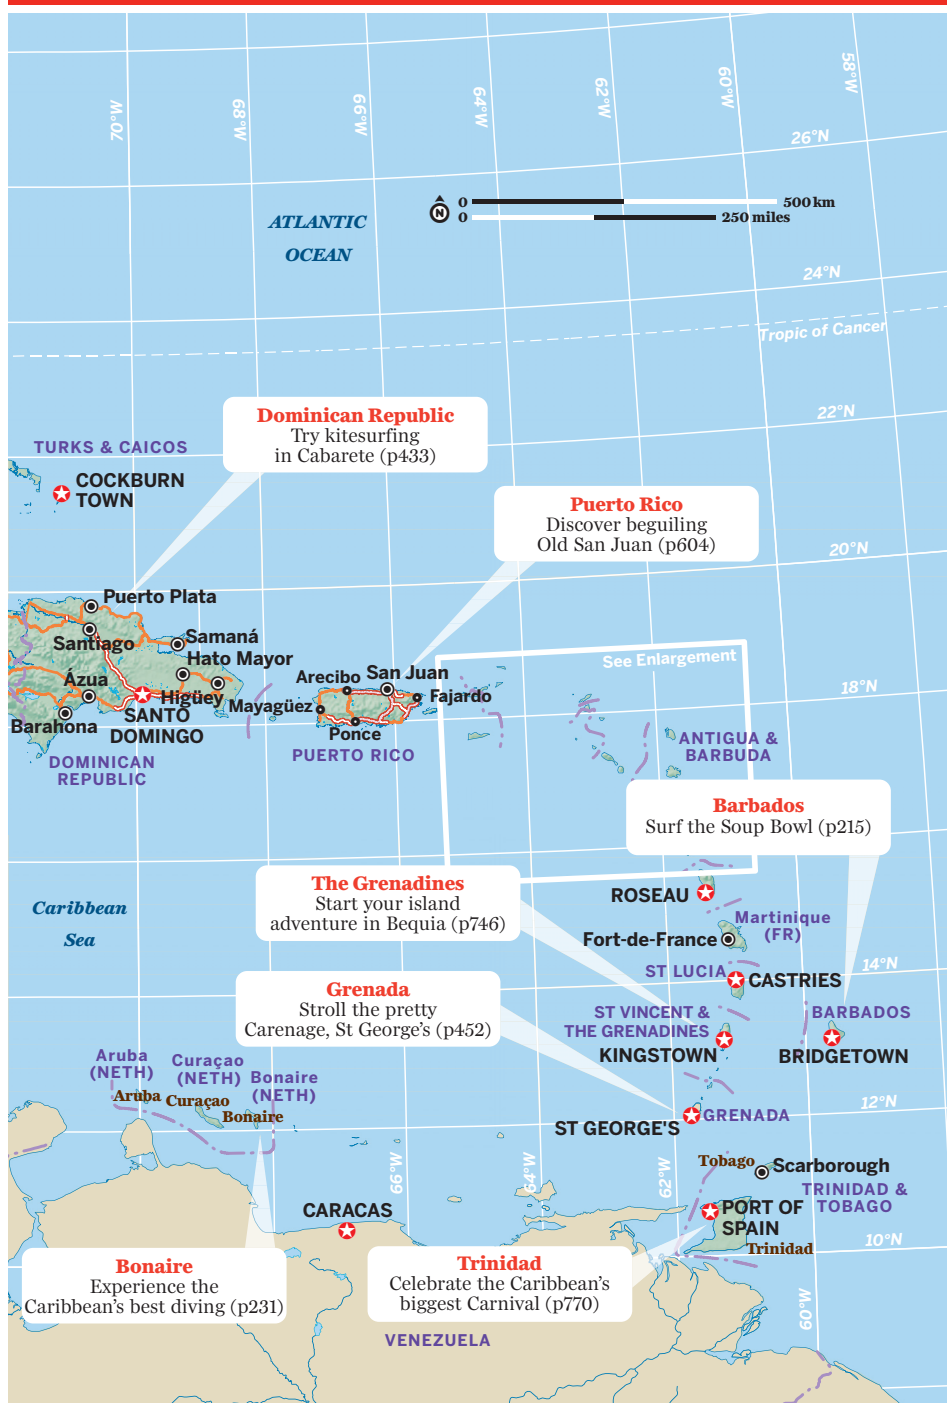 70°W
68°W
66°W
64°W
62°W
60°W
58°W
26°N
0
500 km
0
250 miles
N
ATLANTIC
OCEAN
24°N
Tropic of Cancer
22°N
Dominican Republic
Try kitesurfing
in Cabarete (p433)
TURKS & CAICOS
COCKBURN
TOWN
Puerto Rico
Discover beguiling
Old San Juan (p604)
20°N
Puerto Plata
Santiago
Samaná
Hato Mayor
See Enlargement
Arecibo
San Juan
18°N
Ázua
Higüey
Mayagüez
Fajardo
Barahona
SANTO
DOMINGO
Ponce
PUERTO RICO
DOMINICAN
REPUBLIC
ANTIGUA &
BARBUDA
Barbados
Surf the Soup Bowl (p215)
The Grenadines
Start your island
adventure in Bequia (p746)
ROSEAU
Caribbean
Sea
Martinique
(FR)
Fort-de-France
14°N
ST LUCIA
CASTRIES
Grenada
Stroll the pretty
Carenage, St George's (p452)
ST VINCENT &
THE GRENADINES
KINGSTOWN
BARBADOS
BRIDGETOWN
Aruba
(NETH)
Curaçao
(NETH)
Bonaire
(NETH)
Aruba
Curaçao
Bonaire
12°N
GRENADA
ST GEORGE'S
66°W
64°W
62°W
Tobago
Scarborough
TRINIDAD &
TOBAGO
CARACAS
PORT OF
SPAIN
Trinidad
10°N
Bonaire
Experience the
Caribbean's best diving (p231)
Trinidad
Celebrate the Caribbean's
biggest Carnival (p770)
60°W
VENEZUELA